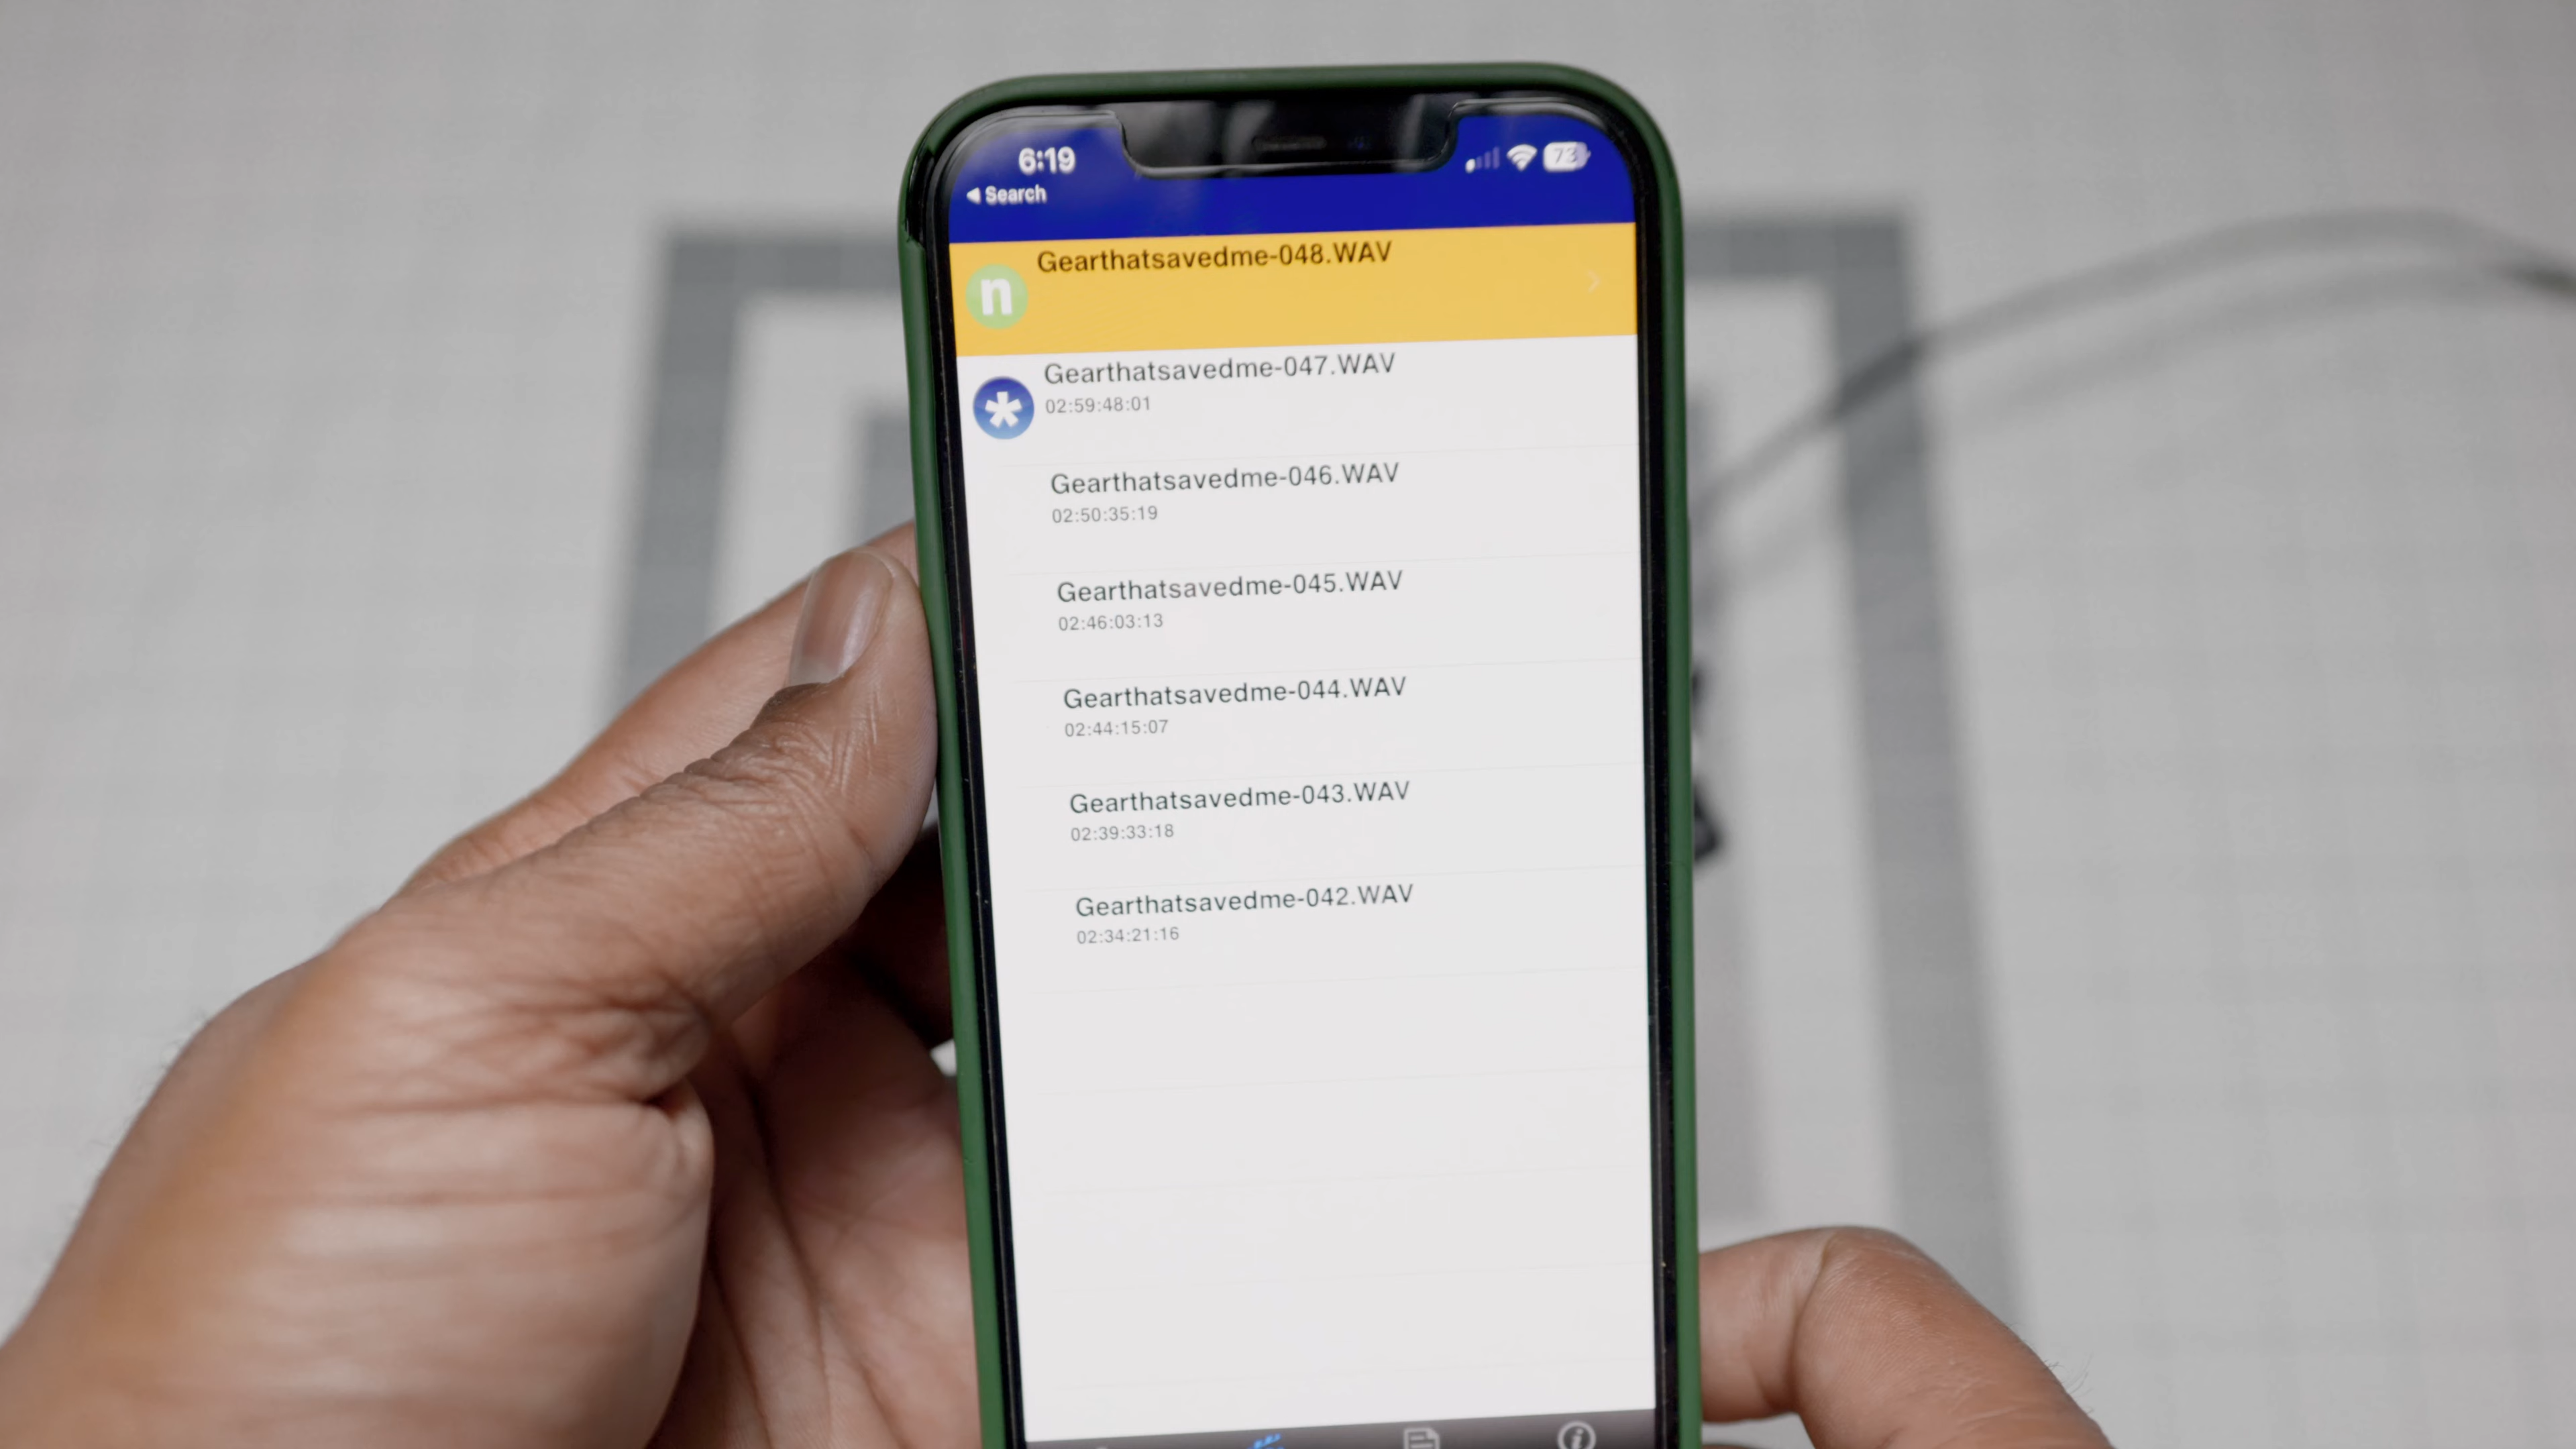 6:19
73
◀ Search
Gearthatsavedme-048.WAV
n
Gearthatsavedme-047.WAV
02:59:48:01
*
Gearthatsavedme-046.WAV
02:50:35:19
Gearthatsavedme-045.WAV
02:46:03:13
Gearthatsavedme-044.WAV
02:44:15:07
Gearthatsavedme-043.WAV
02:39:33:18
Gearthatsavedme-042.WAV
02:34:21:16